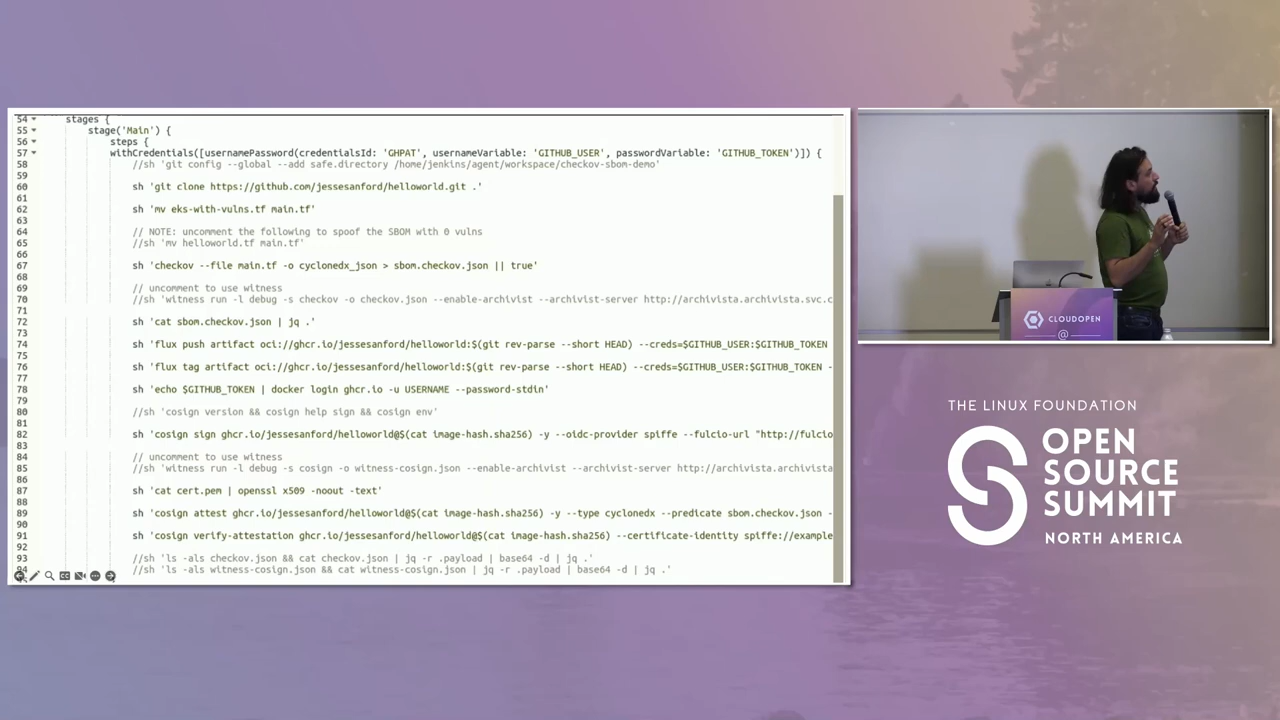 54 stages {
55 stage('Main') {
56 steps {
57 withCredentials([usernamePassword(credentialsId: 'GHPAT', usernameVariable: 'GITHUB_USER', passwordVariable: 'GITHUB_TOKEN')]) {
58 //sh 'git config --global --add safe.directory /home/jenkins/agent/workspace/checkov-sbom-demo'
59
60 sh 'git clone https://github.com/jessesanford/helloworld.git .'
61
62 sh 'mv eks-with-vulns.tf main.tf'
63
64 // NOTE: uncomment the following to spoof the SBOM with 0 vulns
65 //sh 'mv helloworld.tf main.tf'
66
67 sh 'checkov --file main.tf -o cyclonedx_json > sbom.checkov.json || true'
68
69 // uncomment to use witness
70 //sh 'witness run -l debug -s checkov -o checkov.json --enable-archivist --archivist-server http://archivista.archivista.svc.c
71
72 sh 'cat sbom.checkov.json | jq .'
73
74 sh 'flux push artifact oci://ghcr.io/jessesanford/helloworld:$(git rev-parse --short HEAD) --creds=$GITHUB_USER:$GITHUB_TOKEN
75
76 sh 'flux tag artifact oci://ghcr.io/jessesanford/helloworld:$(git rev-parse --short HEAD) --creds=$GITHUB_USER:$GITHUB_TOKEN -
77
78 sh 'echo $GITHUB_TOKEN | docker login ghcr.io -u USERNAME --password-stdin'
79
80 //sh 'cosign version && cosign help sign && cosign env'
81
82 sh 'cosign sign ghcr.io/jessesanford/helloworld@$(cat image-hash.sha256) -y --oidc-provider spiffe --fulcio-url "http://fulcio
83
84 // uncomment to use witness
85 //sh 'witness run -l debug -s cosign -o witness-cosign.json --enable-archivist --archivist-server http://archivista.archivista
86
87 sh 'cat cert.pem | openssl x509 -noout -text'
88
89 sh 'cosign attest ghcr.io/jessesanford/helloworld@$(cat image-hash.sha256) -y --type cyclonedx --predicate sbom.checkov.json -
90
91 sh 'cosign verify-attestation ghcr.io/jessesanford/helloworld@$(cat image-hash.sha256) --certificate-identity spiffe://example
92
93 //sh 'ls -als checkov.json && cat checkov.json | jq -r .payload | base64 -d | jq .'
94 //sh 'ls -als witness-cosign.json && cat witness-cosign.json | jq -r .payload | base64 -d | jq .'
CLOUDOPEN
@
THE LINUX FOUNDATION
OPEN
SOURCE
SUMMIT
NORTH AMERICA